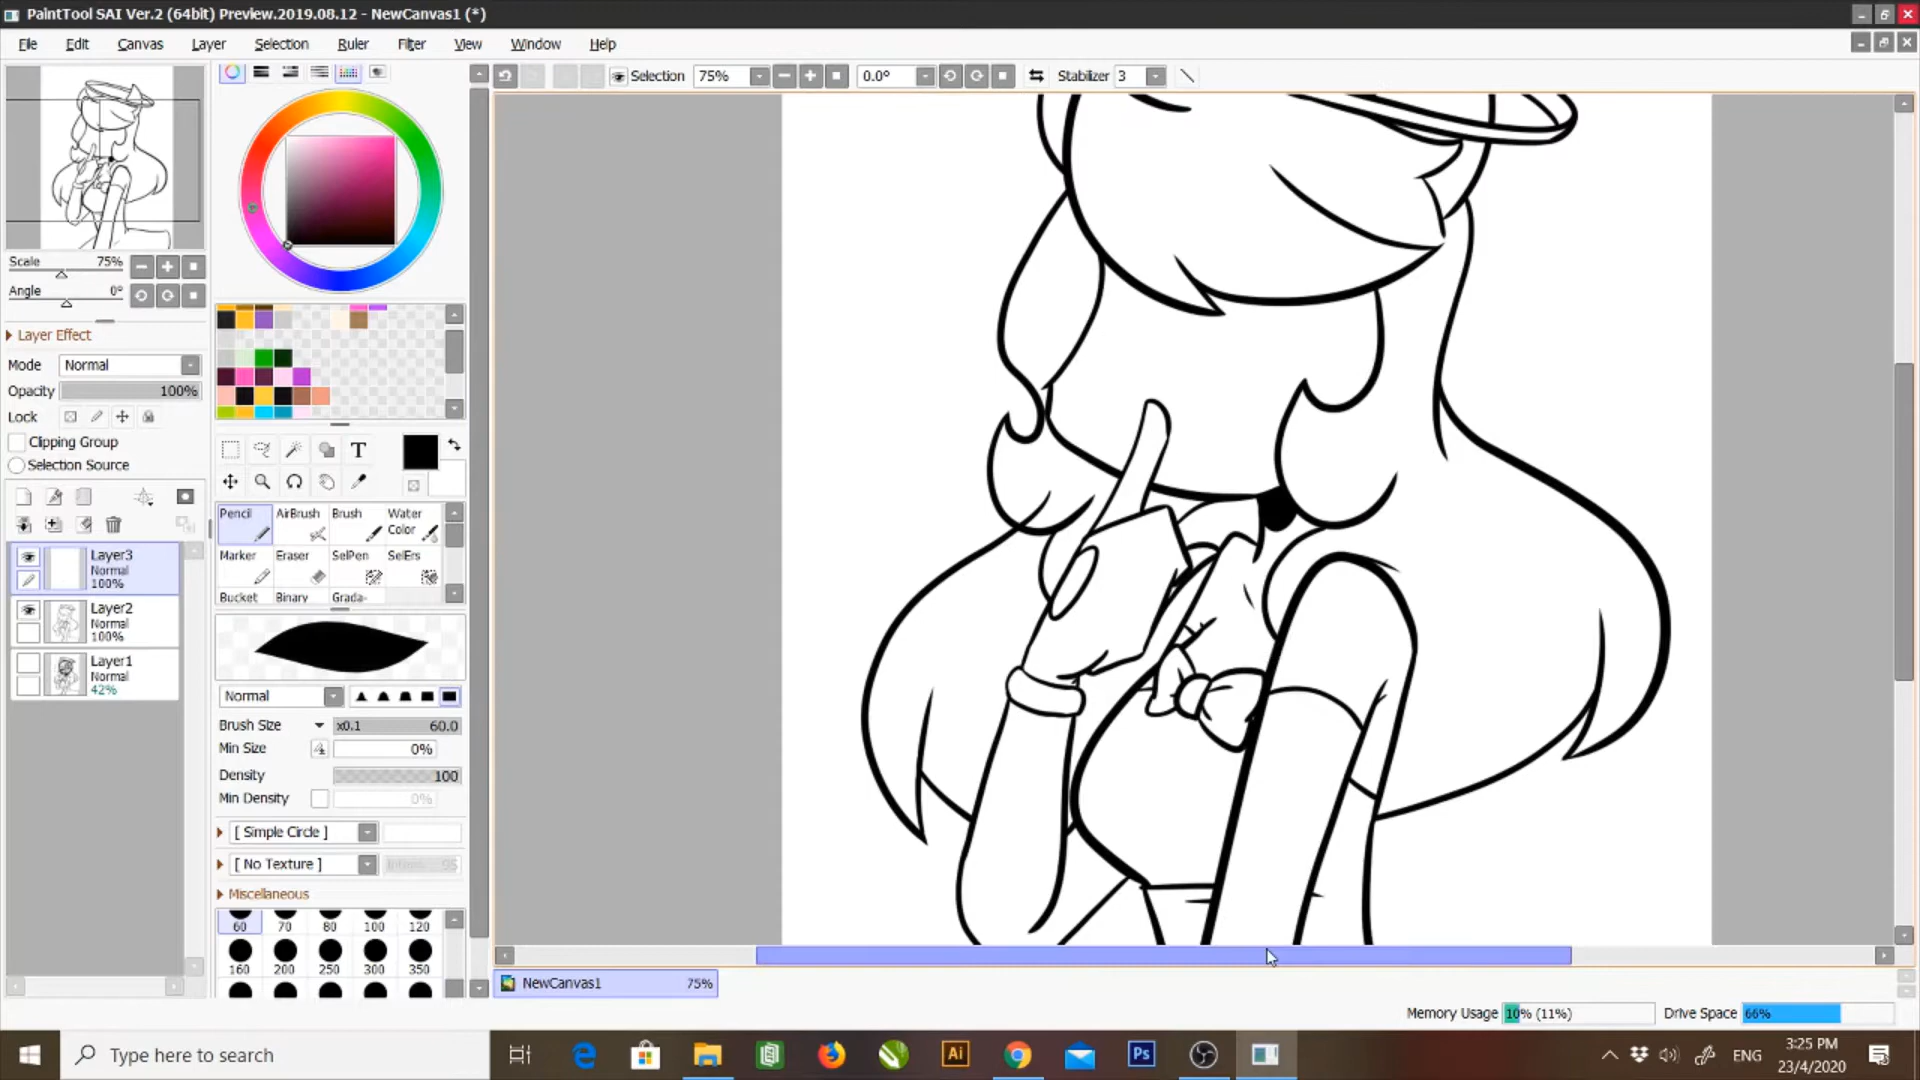 PaintTool SAI Ver.2 (64bit) Preview.2019.08.12 - NewCanvas1 (*)
File Edit Canvas Layer Selection Ruler Filter View Window Help
Selection 75% 0.0° Stabilizer 3
Scale 75%
Angle 0°
Layer Effect
Mode Normal
Opacity 100%
Lock
Clipping Group
Selection Source
Layer3
Normal
100%
Layer2
Normal
100%
Layer1
Normal
42%
T
Pencil AirBrush Brush Water Color
Marker Eraser SelPen SelErs
Bucket Binary Grada-
Normal
Brush Size x0.1 60.0
Min Size 0%
Density 100
Min Density 0%
[ Simple Circle ]
[ No Texture ] 95
Miscellaneous
60 70 80 100 120
160 200 250 300 350
NewCanvas1 75%
Memory Usage 10% (11%) Drive Space 66%
Type here to search
Ai
Ps
ENG
3:25 PM
23/4/2020